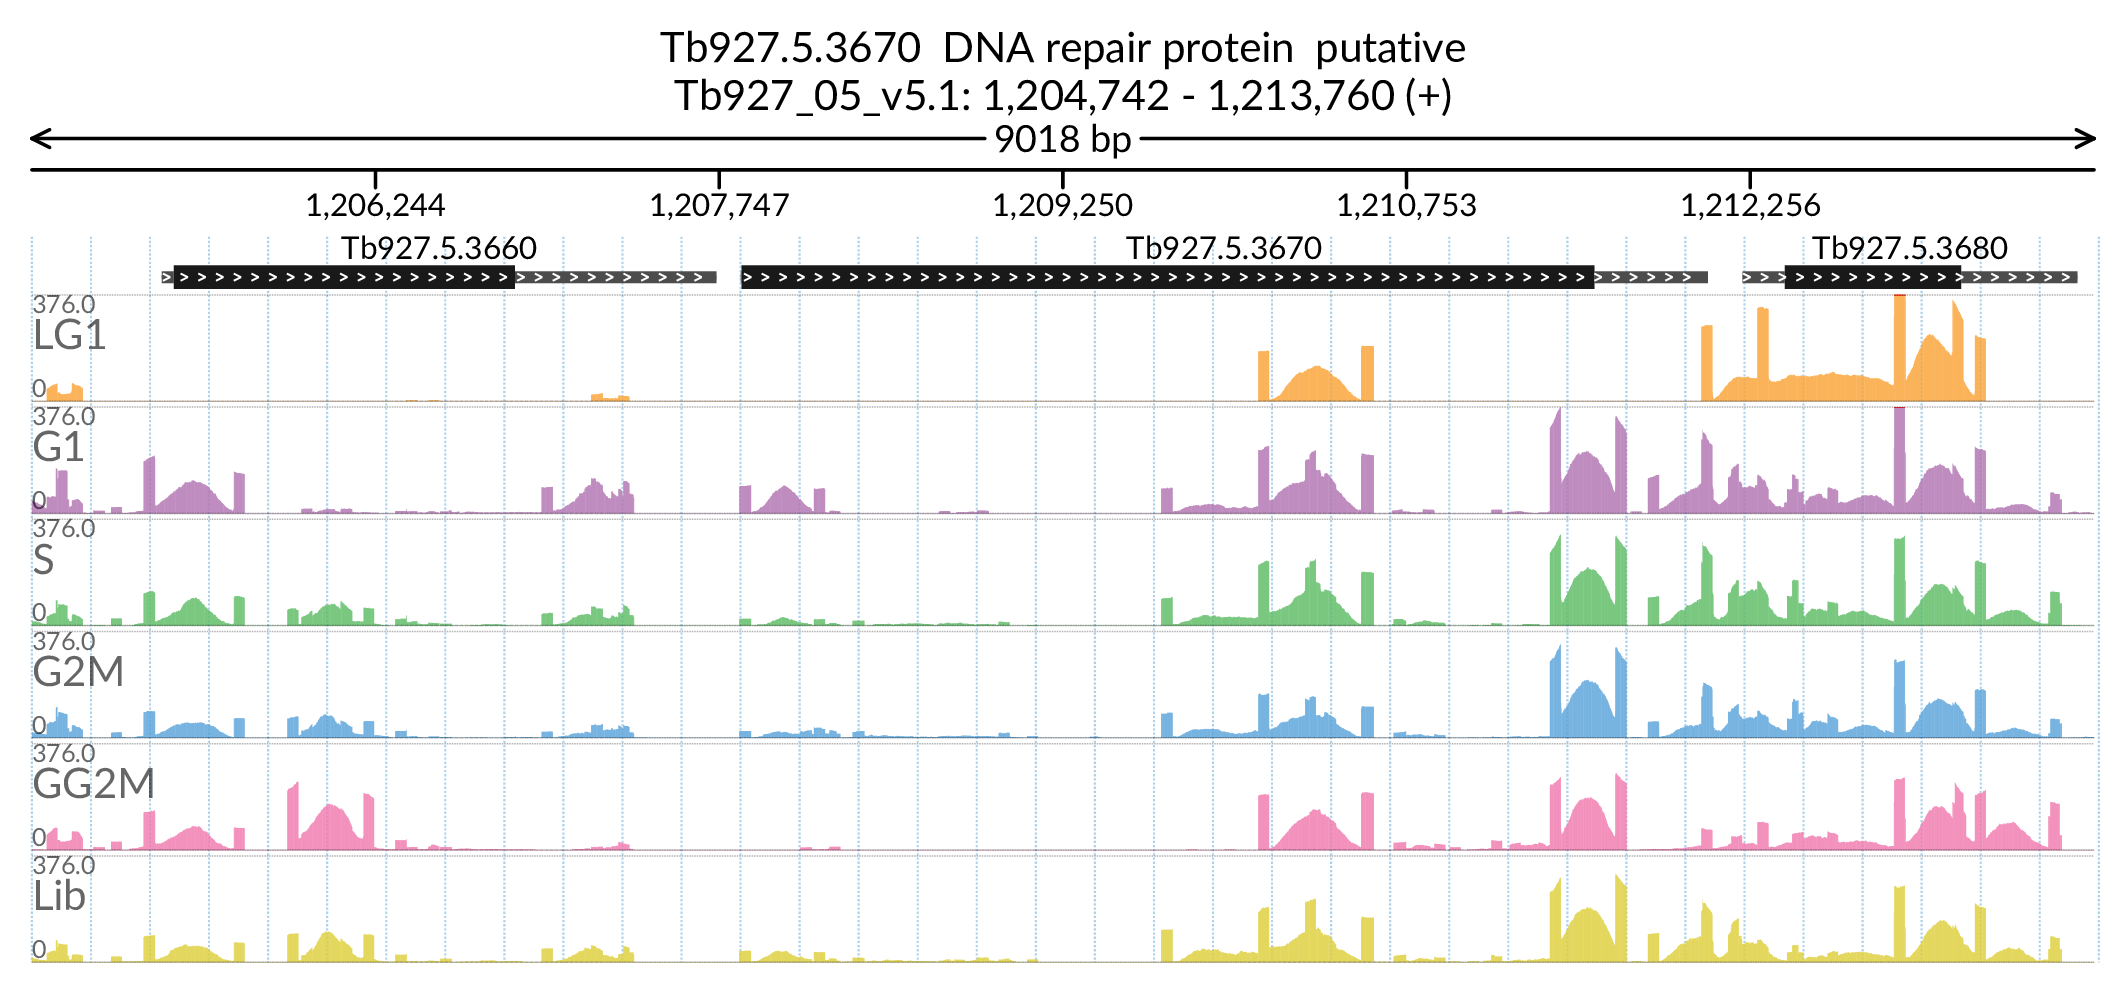 Tb927.5.3670  DNA repair protein  putative
Tb927_05_v5.1: 1,204,742 - 1,213,760 (+)
9018 bp
1,206,244 1,207,747 1,209,250 1,210,753 1,212,256
Tb927.5.3660 Tb927.5.3670 Tb927.5.3680
376.0
LG1
0
376.0
G1
0
376.0
S
0
376.0
G2M
0
376.0
GG2M
0
376.0
Lib
0